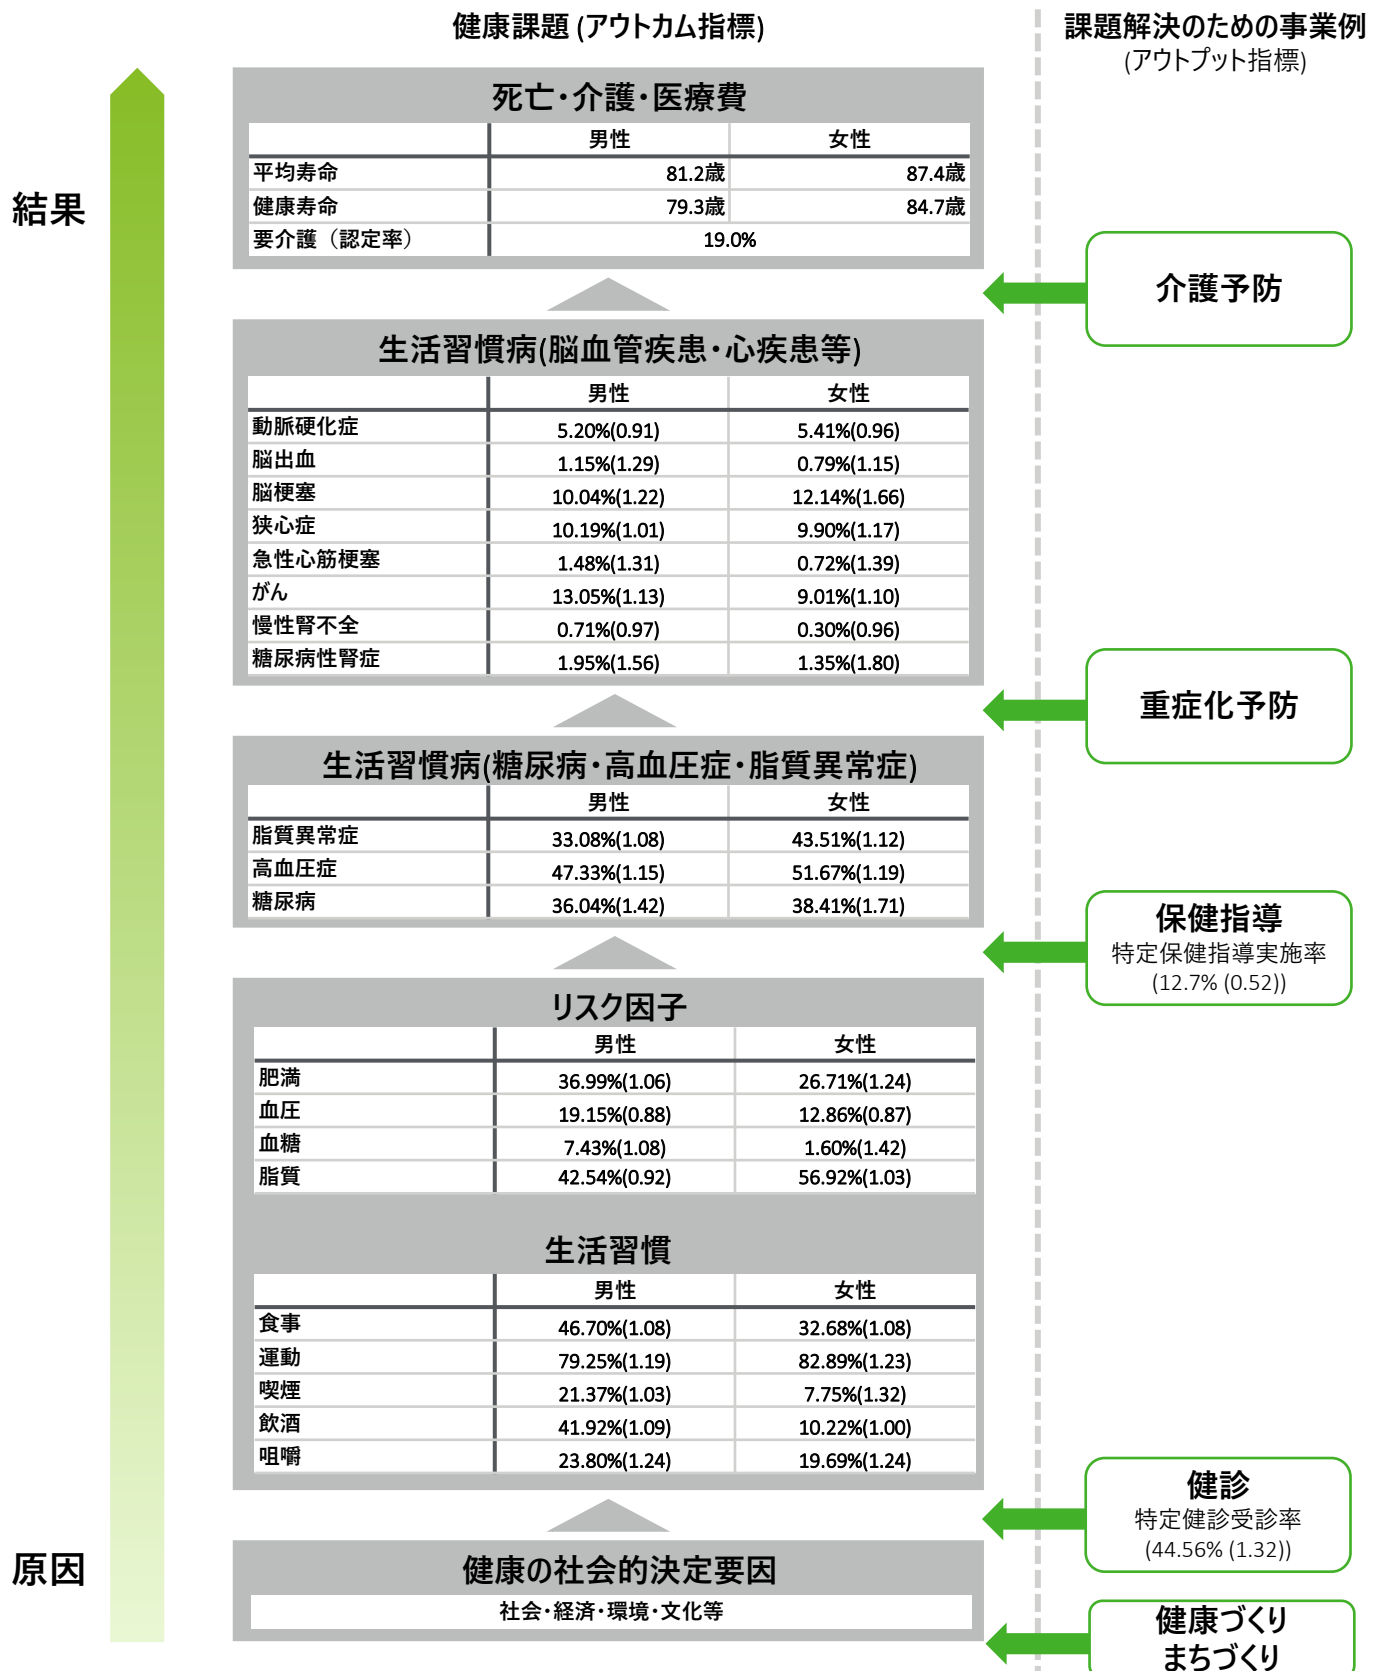 健康課題 (アウトカム指標)
課題解決のための事業例
(アウトプット指標)
結果
死亡・介護・医療費
男性 女性
平均寿命 81.2歳 87.4歳
健康寿命 79.3歳 84.7歳
要介護（認定率） 19.0%
介護予防
生活習慣病(脳血管疾患・心疾患等)
男性 女性
動脈硬化症 5.20%(0.91) 5.41%(0.96)
脳出血 1.15%(1.29) 0.79%(1.15)
脳梗塞 10.04%(1.22) 12.14%(1.66)
狭心症 10.19%(1.01) 9.90%(1.17)
急性心筋梗塞 1.48%(1.31) 0.72%(1.39)
がん 13.05%(1.13) 9.01%(1.10)
慢性腎不全 0.71%(0.97) 0.30%(0.96)
糖尿病性腎症 1.95%(1.56) 1.35%(1.80)
重症化予防
生活習慣病(糖尿病・高血圧症・脂質異常症)
男性 女性
脂質異常症 33.08%(1.08) 43.51%(1.12)
高血圧症 47.33%(1.15) 51.67%(1.19)
糖尿病 36.04%(1.42) 38.41%(1.71)
保健指導
特定保健指導実施率
(12.7% (0.52))
リスク因子
男性 女性
肥満 36.99%(1.06) 26.71%(1.24)
血圧 19.15%(0.88) 12.86%(0.87)
血糖 7.43%(1.08) 1.60%(1.42)
脂質 42.54%(0.92) 56.92%(1.03)
生活習慣
男性 女性
食事 46.70%(1.08) 32.68%(1.08)
運動 79.25%(1.19) 82.89%(1.23)
喫煙 21.37%(1.03) 7.75%(1.32)
飲酒 41.92%(1.09) 10.22%(1.00)
咀嚼 23.80%(1.24) 19.69%(1.24)
健診
特定健診受診率
(44.56% (1.32))
原因
健康の社会的決定要因
社会・経済・環境・文化等
健康づくり
まちづくり